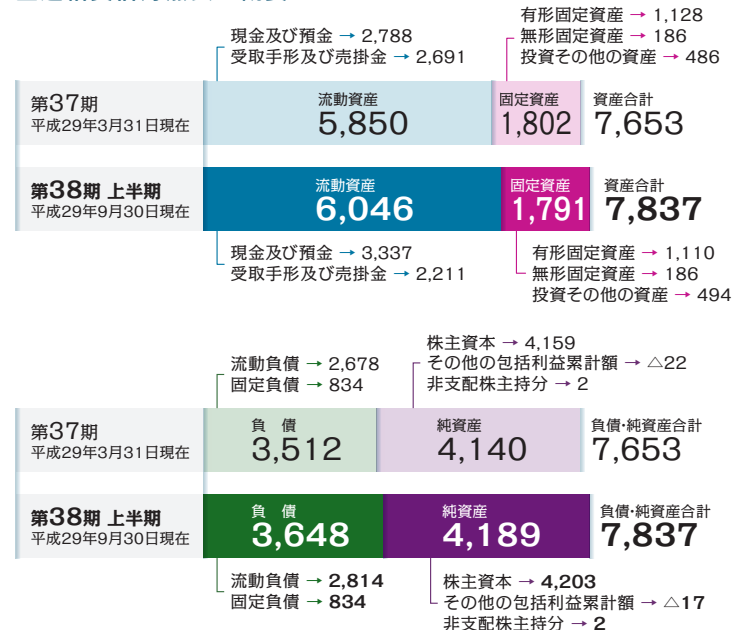 現金及び預金 → 2,788
受取手形及び売掛金 → 2,691
有形固定資産 → 1,128
無形固定資産 → 186
投資その他の資産 → 486
第37期
平成29年3月31日現在
流動資産
5,850
固定資産
1,802
資産合計
7,653
第38期 上半期
平成29年9月30日現在
流動資産
6,046
固定資産
1,791
資産合計
7,837
現金及び預金 → 3,337
受取手形及び売掛金 → 2,211
有形固定資産 → 1,110
無形固定資産 → 186
投資その他の資産 → 494
流動負債 → 2,678
固定負債 → 834
株主資本 → 4,159
その他の包括利益累計額 → △22
非支配株主持分 → 2
第37期
平成29年3月31日現在
負 債
3,512
純資産
4,140
負債・純資産合計
7,653
第38期 上半期
平成29年9月30日現在
負 債
3,648
純資産
4,189
負債・純資産合計
7,837
流動負債 → 2,814
固定負債 → 834
株主資本 → 4,203
その他の包括利益累計額 → △17
非支配株主持分 → 2